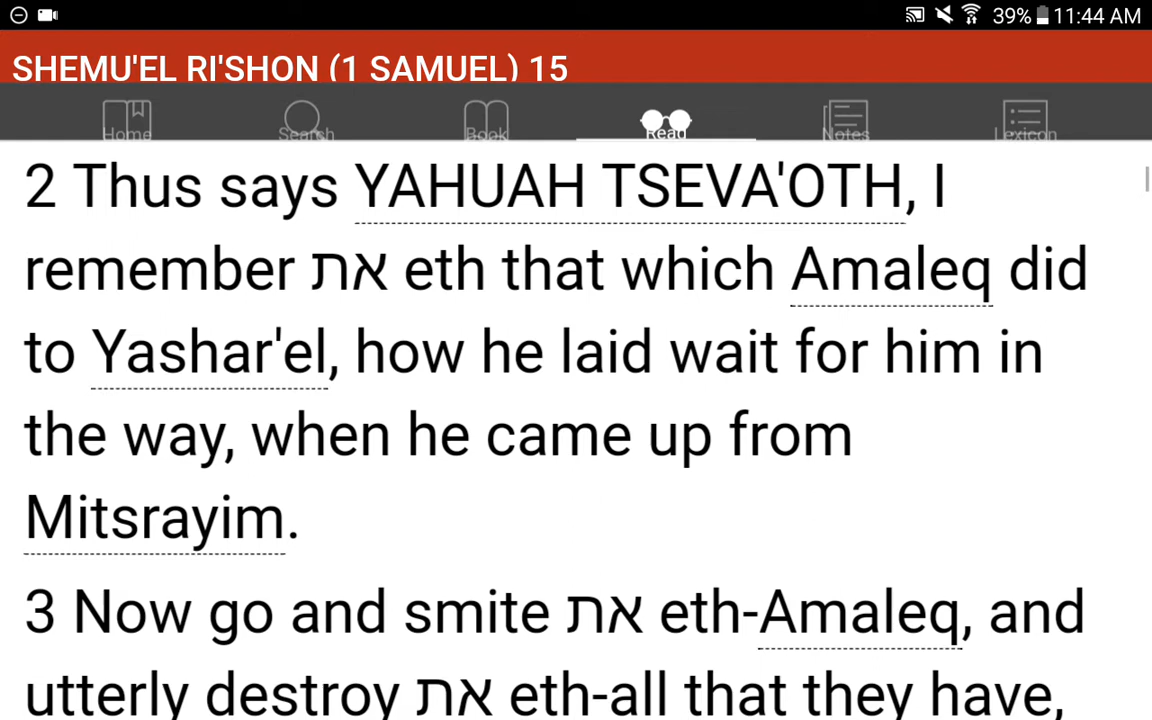 39% 11:44 AM
SHEMU'EL RI'SHON (1 SAMUEL) 15
Home Search Book Read Notes Lexicon
2 Thus says YAHUAH TSEVA'OTH, I
remember את eth that which Amaleq did
to Yashar'el, how he laid wait for him in
the way, when he came up from
Mitsrayim.
3 Now go and smite את eth-Amaleq, and
utterly destroy את eth-all that they have,